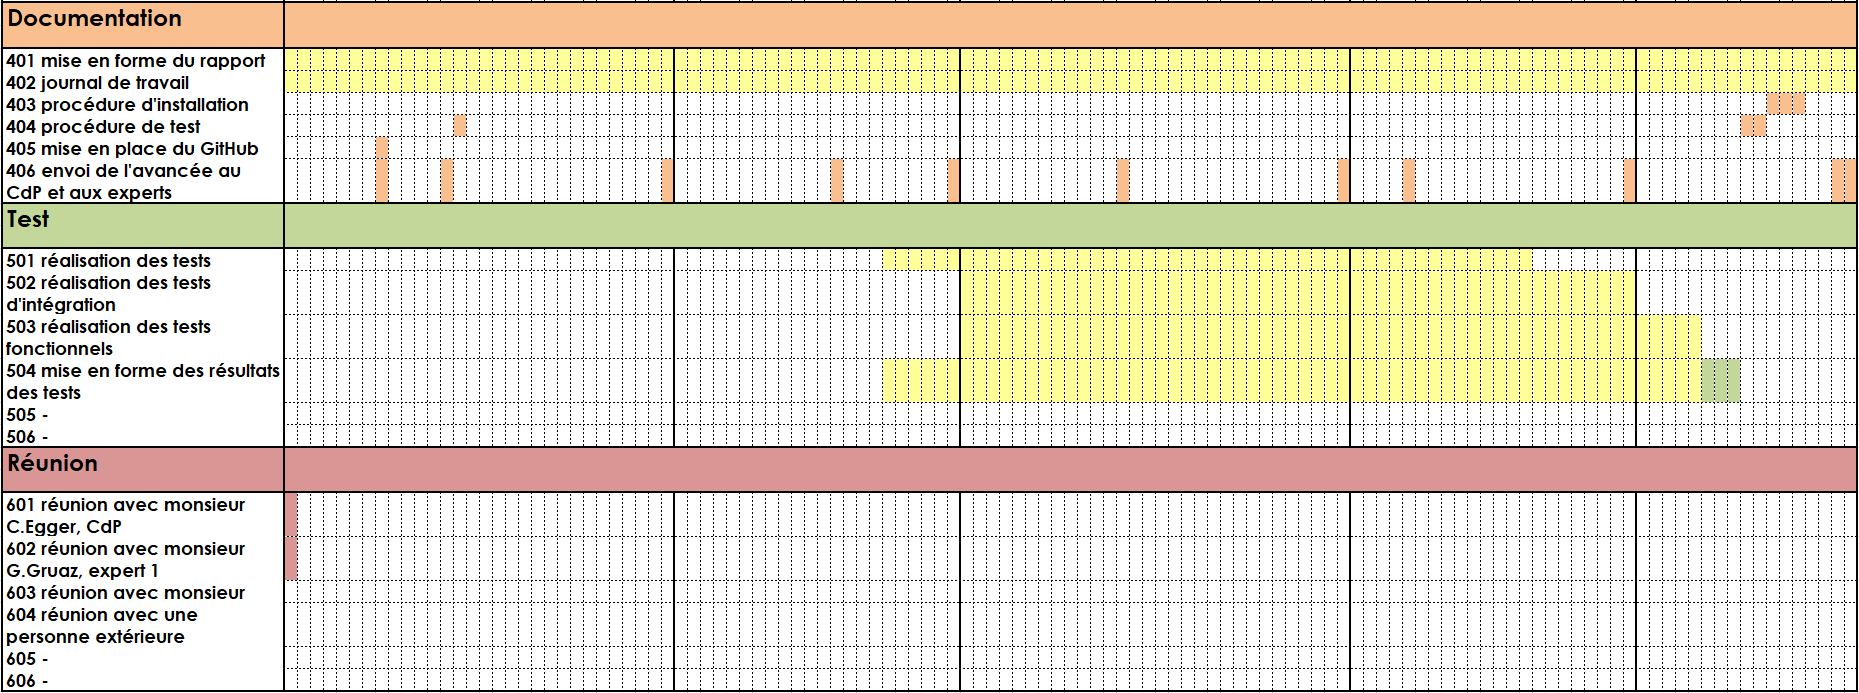 Documentation
401 mise en forme du rapport
402 journal de travail
403 procédure d'installation
404 procédure de test
405 mise en place du GitHub
406 envoi de l'avancée au
CdP et aux experts
Test
501 réalisation des tests
502 réalisation des tests
d'intégration
503 réalisation des tests
fonctionnels
504 mise en forme des résultats
des tests
505 -
506 -
Réunion
601 réunion avec monsieur
C.Egger, CdP
602 réunion avec monsieur
G.Gruaz, expert 1
603 réunion avec monsieur
604 réunion avec une
personne extérieure
605 -
606 -